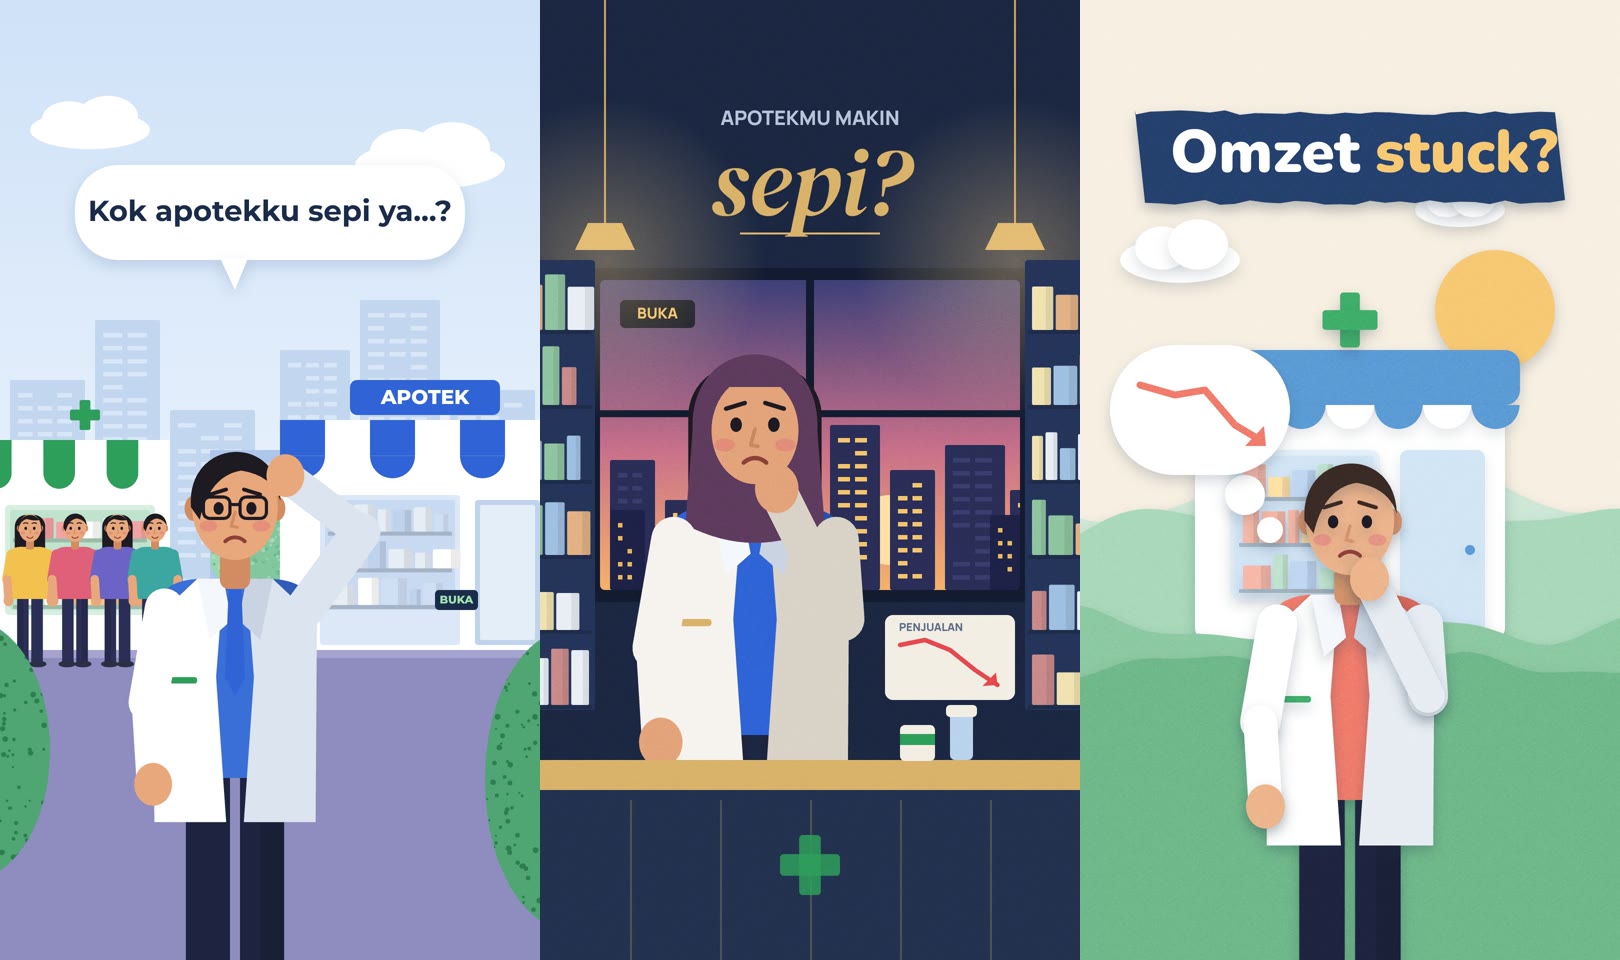 Kok apotekku sepi ya...?
APOTEK
BUKA
APOTEKMU MAKIN
sepi?
BUKA
PENJUALAN
Omzet stuck?